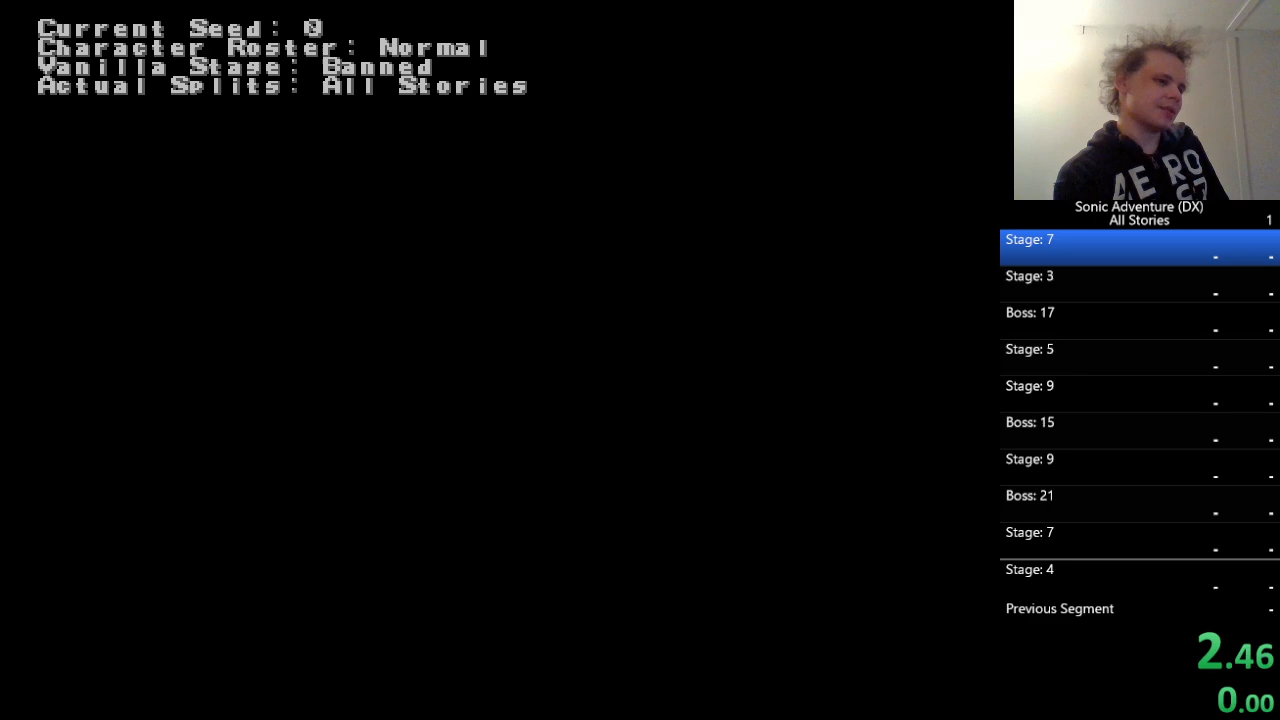 Current Seed: 0
Character Roster: Normal
Vanilla Stage: Banned
Actual Splits: All Stories
AERO
Sonic Adventure (DX)
All Stories 1
Stage: 7
- -
Stage: 3
- -
Boss: 17
- -
Stage: 5
- -
Stage: 9
- -
Boss: 15
- -
Stage: 9
- -
Boss: 21
- -
Stage: 7
- -
Stage: 4
- -
Previous Segment -
2.46
0.00